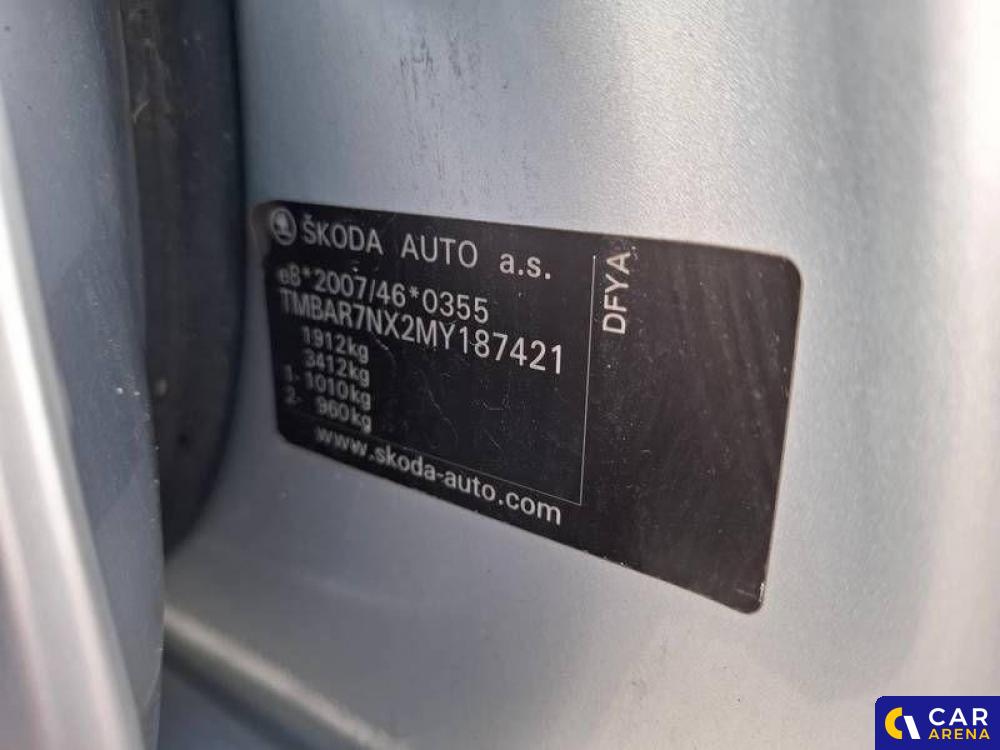 ŠKODA AUTO a.s.
e8*2007/46*0355
TMBAR7NX2MY187421
1912kg
3412kg
1- 1010kg
2- 960kg
www.skoda-auto.com
DFYA
CAR
ARENA